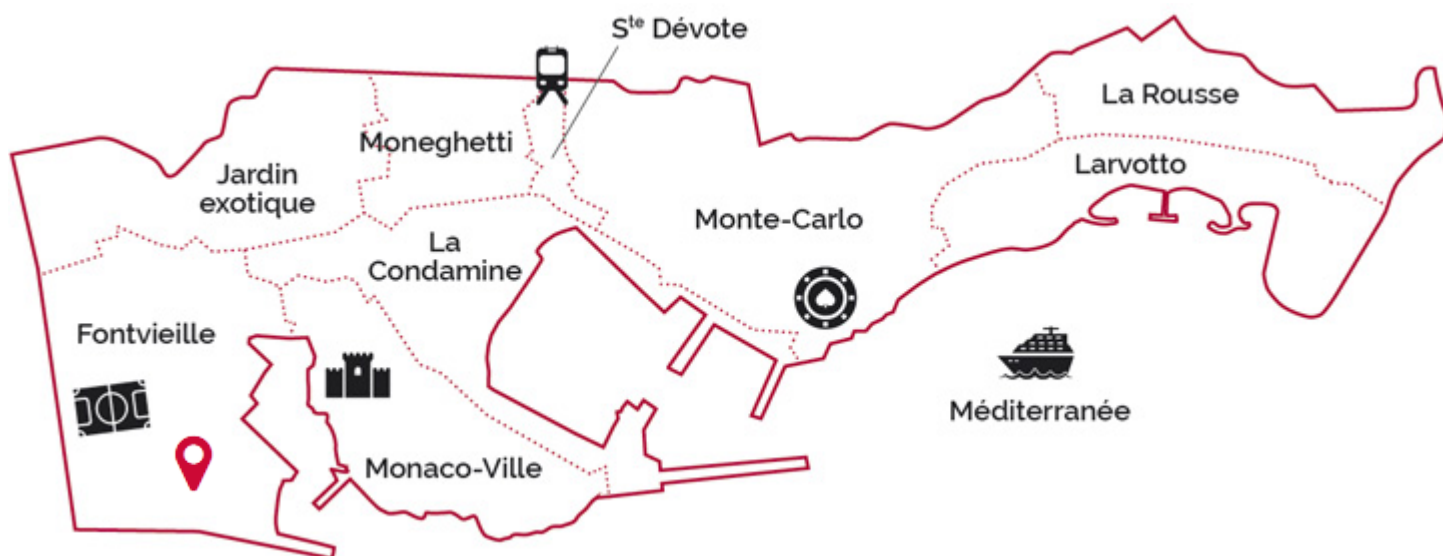 Sᵗᵉ Dévote
La Rousse
Moneghetti
Larvotto
Jardin
exotique
Monte-Carlo
La
Condamine
Fontvieille
Méditerranée
Monaco-Ville